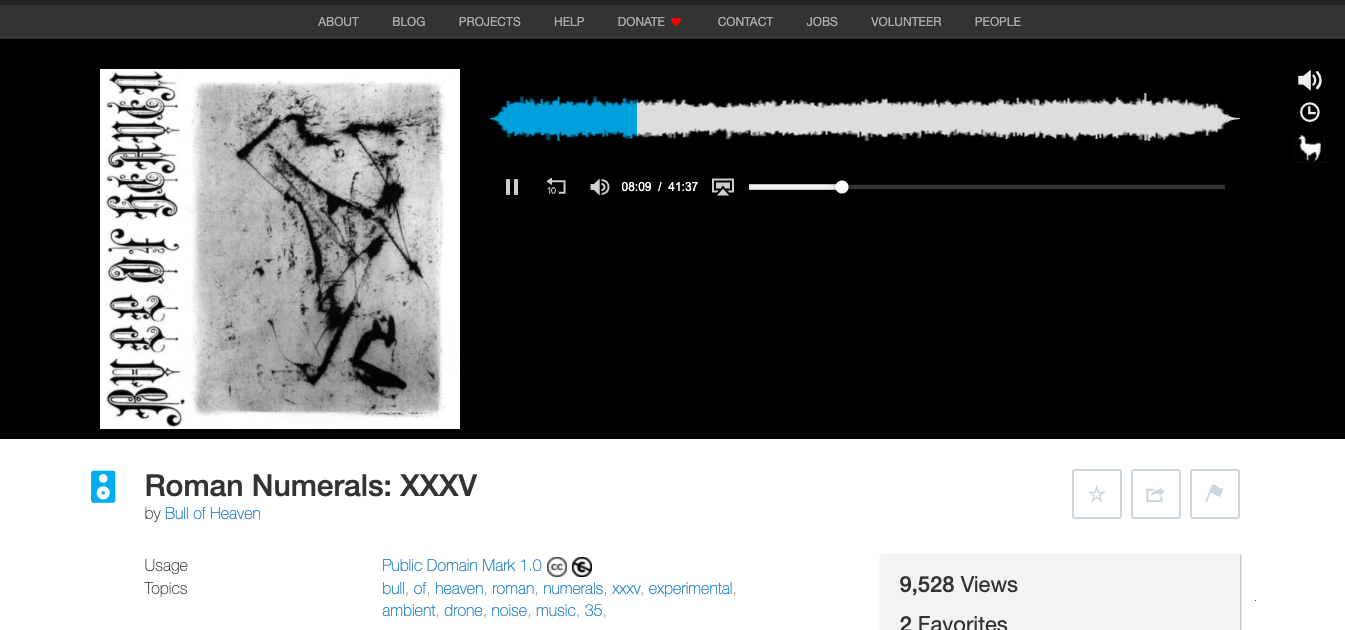 ABOUT BLOG PROJECTS HELP DONATE CONTACT JOBS VOLUNTEER PEOPLE
Bull of Heaven
10 08:09 / 41:37
Roman Numerals: XXXV
by Bull of Heaven
Usage Public Domain Mark 1.0 cc
Topics bull, of, heaven, roman, numerals, xxxv, experimental,
ambient, drone, noise, music, 35,
9,528 Views
2 Favorites